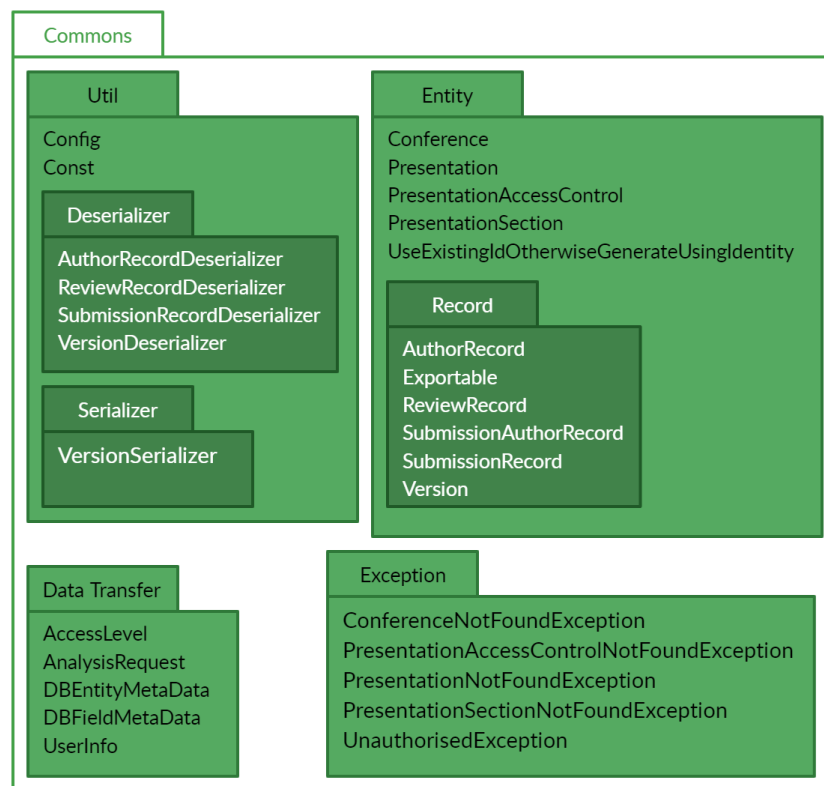 Commons
Util
Config
Const
Deserializer
AuthorRecordDeserializer
ReviewRecordDeserializer
SubmissionRecordDeserializer
VersionDeserializer
Serializer
VersionSerializer
Entity
Conference
Presentation
PresentationAccessControl
PresentationSection
UseExistingIdOtherwiseGenerateUsingIdentity
Record
AuthorRecord
Exportable
ReviewRecord
SubmissionAuthorRecord
SubmissionRecord
Version
Data Transfer
AccessLevel
AnalysisRequest
DBEntityMetaData
DBFieldMetaData
UserInfo
Exception
ConferenceNotFoundException
PresentationAccessControlNotFoundException
PresentationNotFoundException
PresentationSectionNotFoundException
UnauthorisedException